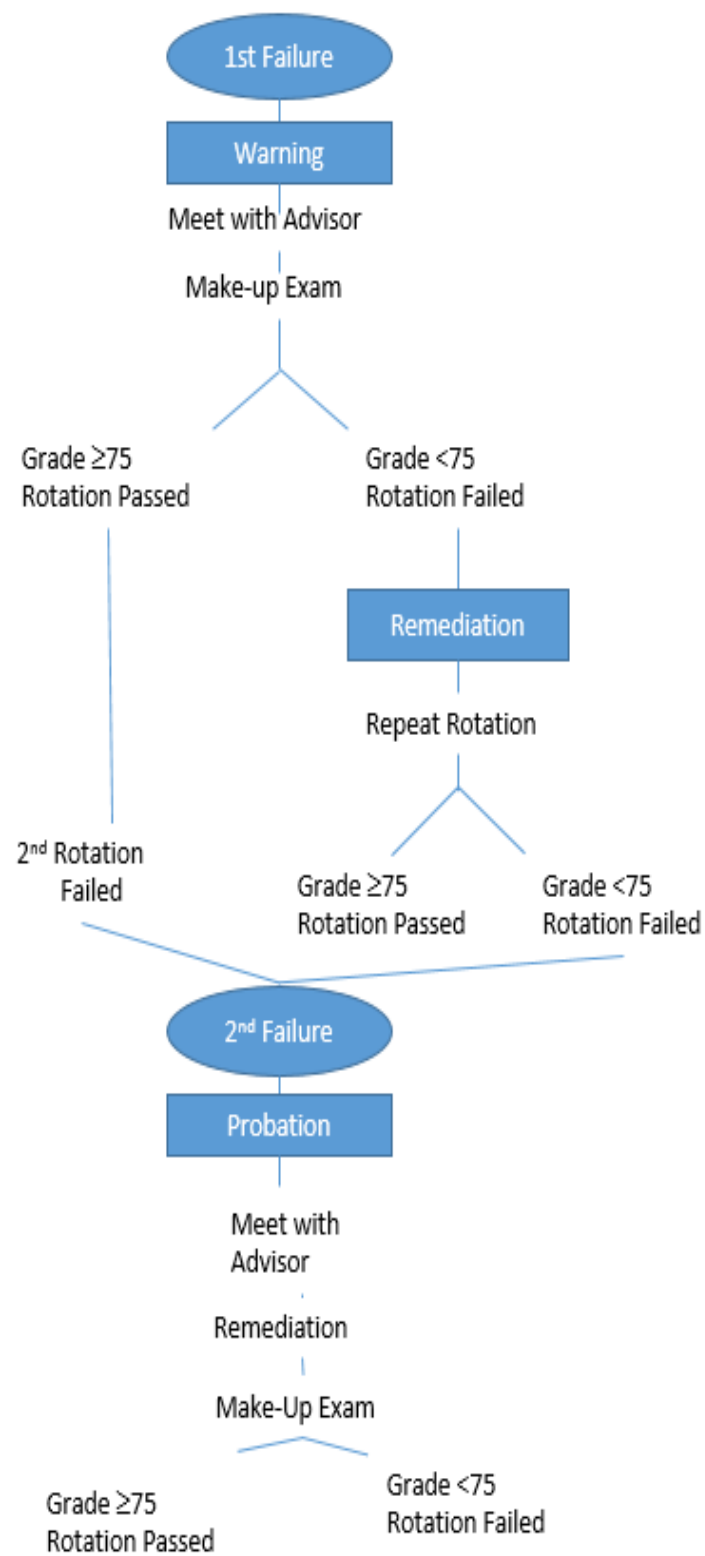 1st Failure
Warning
Meet with Advisor
Make-up Exam
Grade ≥75
Rotation Passed
Grade <75
Rotation Failed
Remediation
Repeat Rotation
2nd Rotation
Failed
Grade ≥75
Rotation Passed
Grade <75
Rotation Failed
2nd Failure
Probation
Meet with
Advisor
Remediation
Make-Up Exam
Grade ≥75
Rotation Passed
Grade <75
Rotation Failed